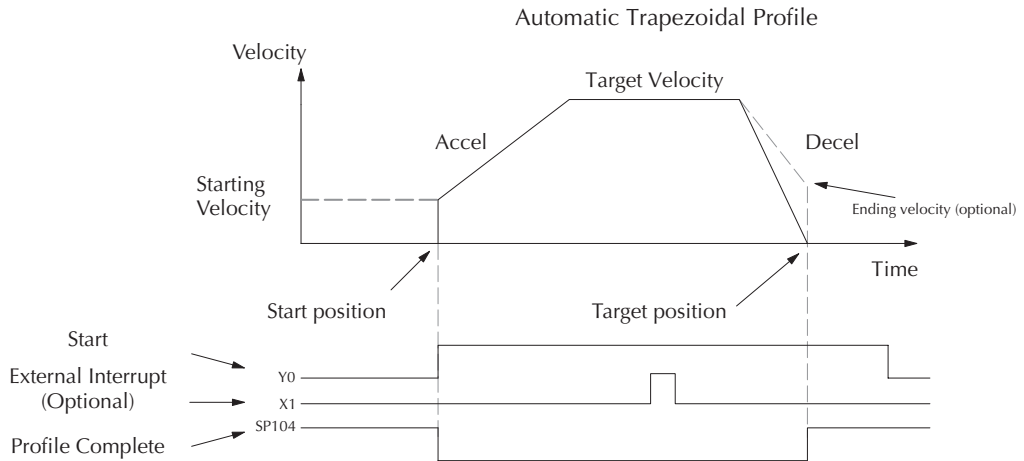 Automatic Trapezoidal Profile
Velocity
Target Velocity
Accel
Decel
Starting
Velocity
Ending velocity (optional)
Time
Start position
Target position
Start
External Interrupt
(Optional)
Profile Complete
Y0
X1
SP104